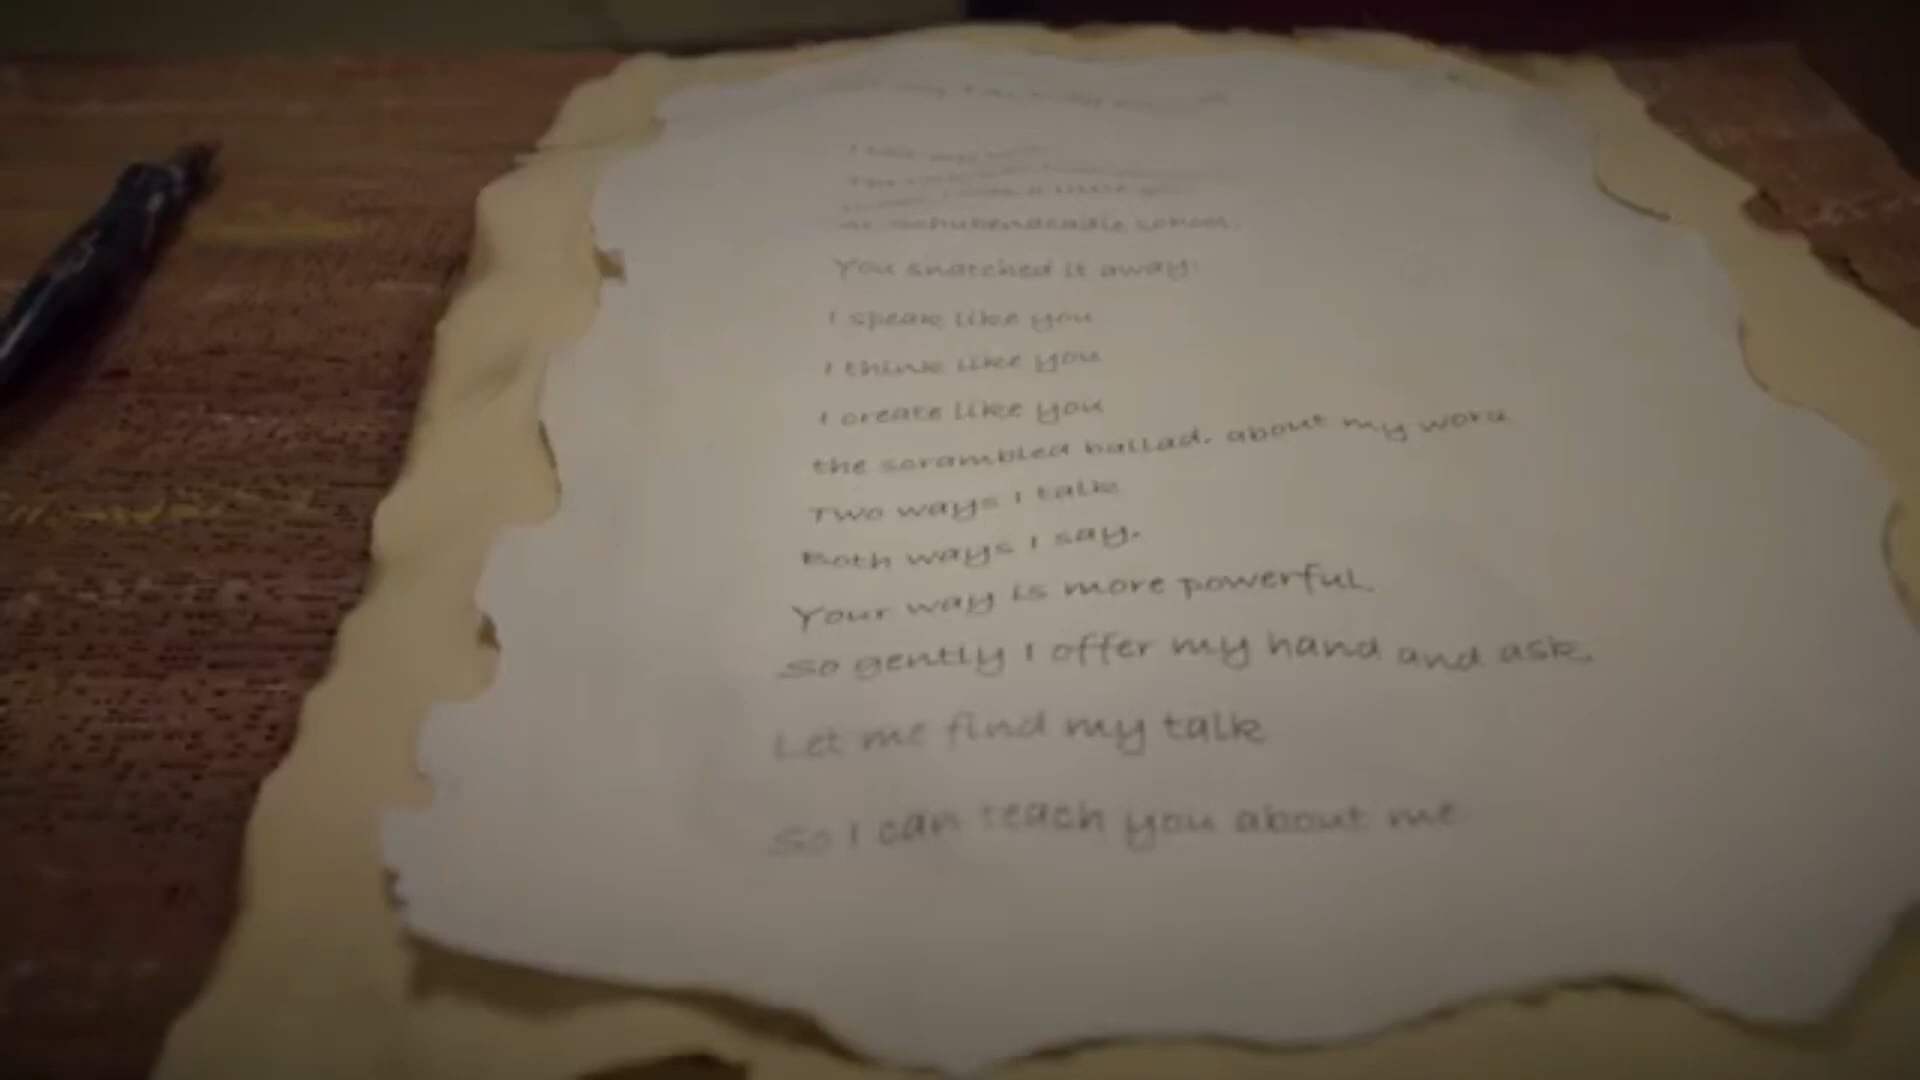 I
at Schubenacadie school.
You snatched it away:
I speak like you
I think like you
I create like you
the scrambled ballad, about my word
Two ways I talk
Both ways I say,
Your way is more powerful.
So gently I offer my hand and ask,
Let me find my talk
So I can teach you about me